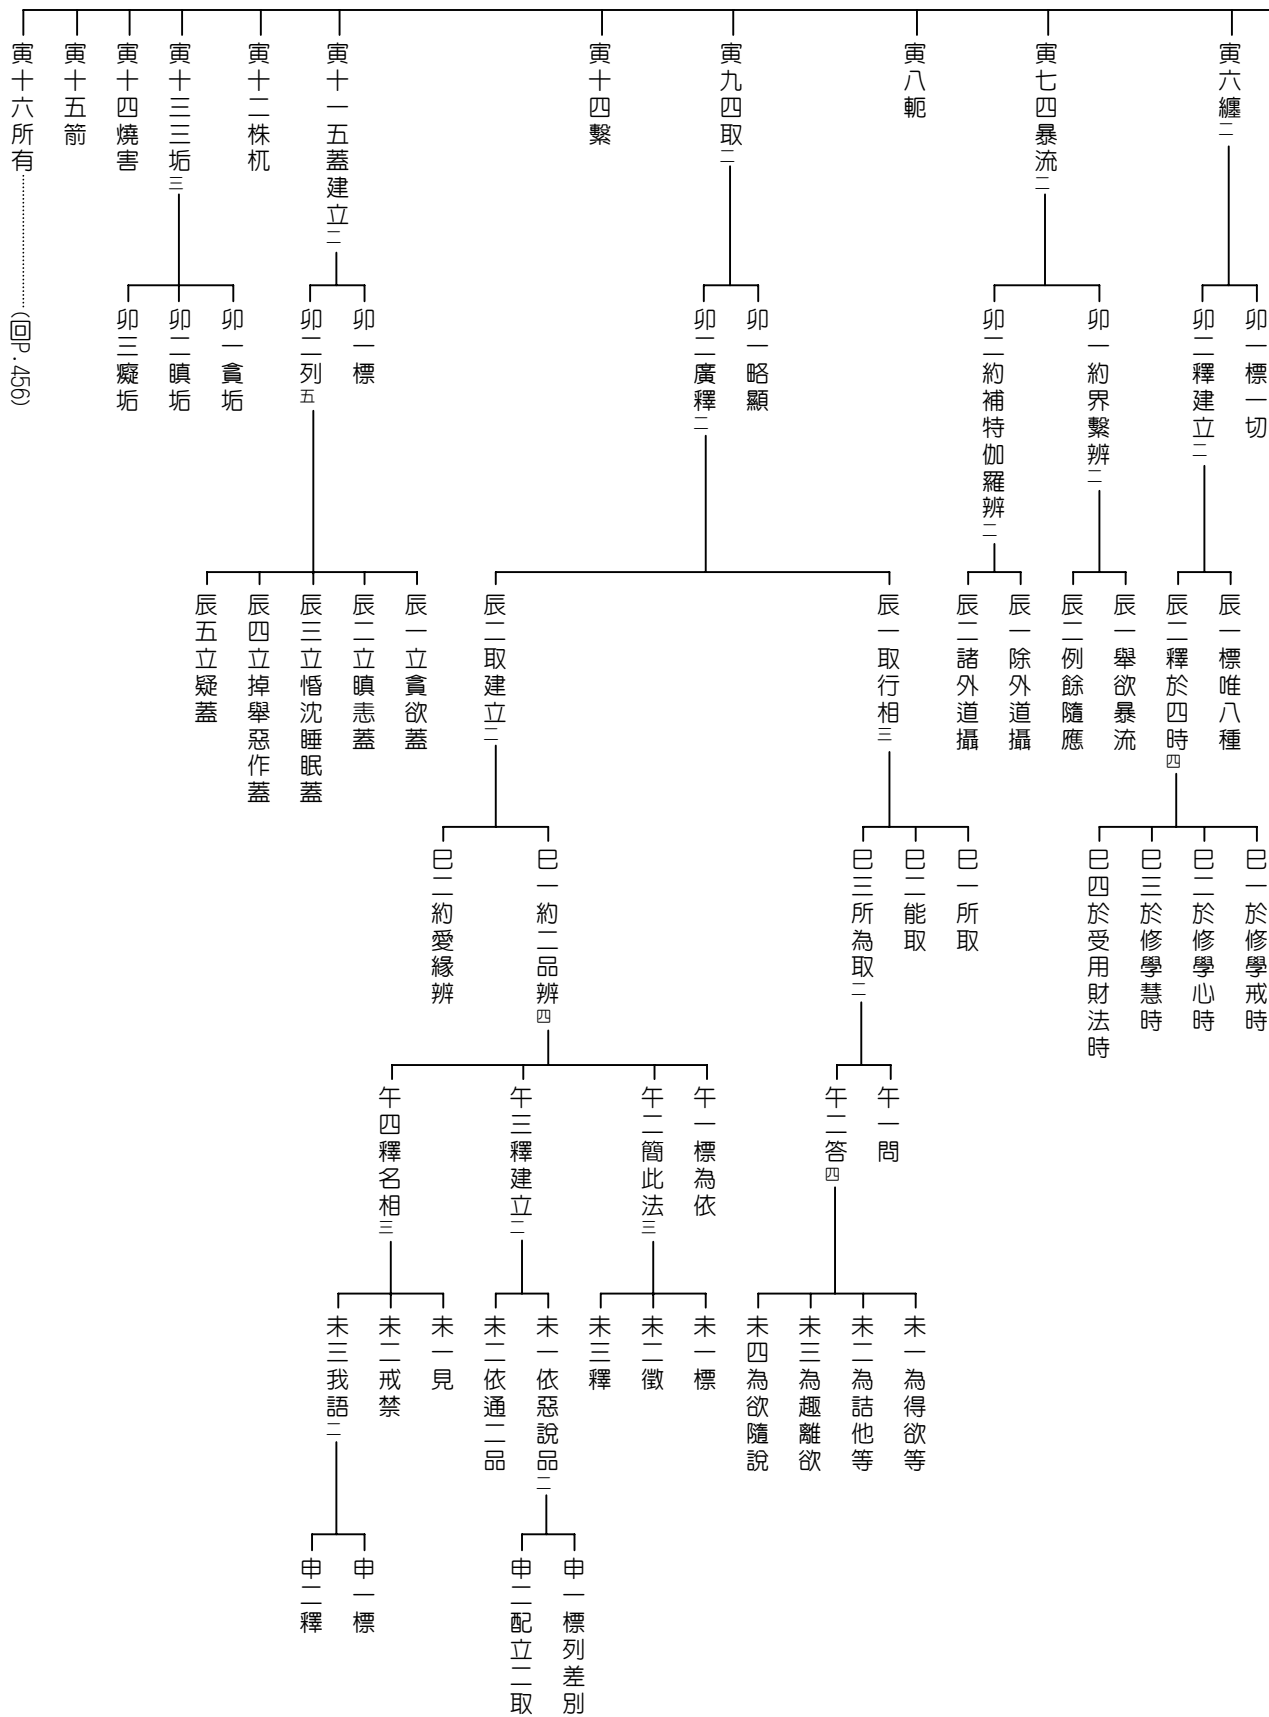 寅六纏二
卯一標一切
卯二釋建立二
辰一標唯八種
辰二釋於四時四
巳一於修學戒時
巳二於修學心時
巳三於修學慧時
巳四於受用財法時
寅七四暴流二
卯一約界繫辨二
辰一舉欲暴流
辰二例餘隨應
卯二約補特伽羅辨二
辰一除外道攝
辰二諸外道攝
寅八軛
寅九四取二
卯一略顯
卯二廣釋二
辰一取行相三
巳一所取
巳二能取
巳三所為取二
午一問
午二答四
未一為得欲等
未二為詰他等
未三為趣離欲
未四為欲隨說
辰二取建立二
巳一約二品辨四
午一標為依
午二簡此法三
未一標
未二徵
未三釋
午三釋建立二
未一依惡說品二
申一標列差別
申二配立二取
未二依通二品
午四釋名相三
未一見
未二戒禁
未三我語二
申一標
申二釋
巳二約愛緣辨
寅十四繫
寅十一五蓋建立二
卯一標
卯二列五
辰一立貪欲蓋
辰二立瞋恚蓋
辰三立惛沈睡眠蓋
辰四立掉舉惡作蓋
辰五立疑蓋
寅十二株杌
寅十三三垢三
卯一貪垢
卯二瞋垢
卯三癡垢
寅十四燒害
寅十五箭
寅十六所有………………(回P.456)